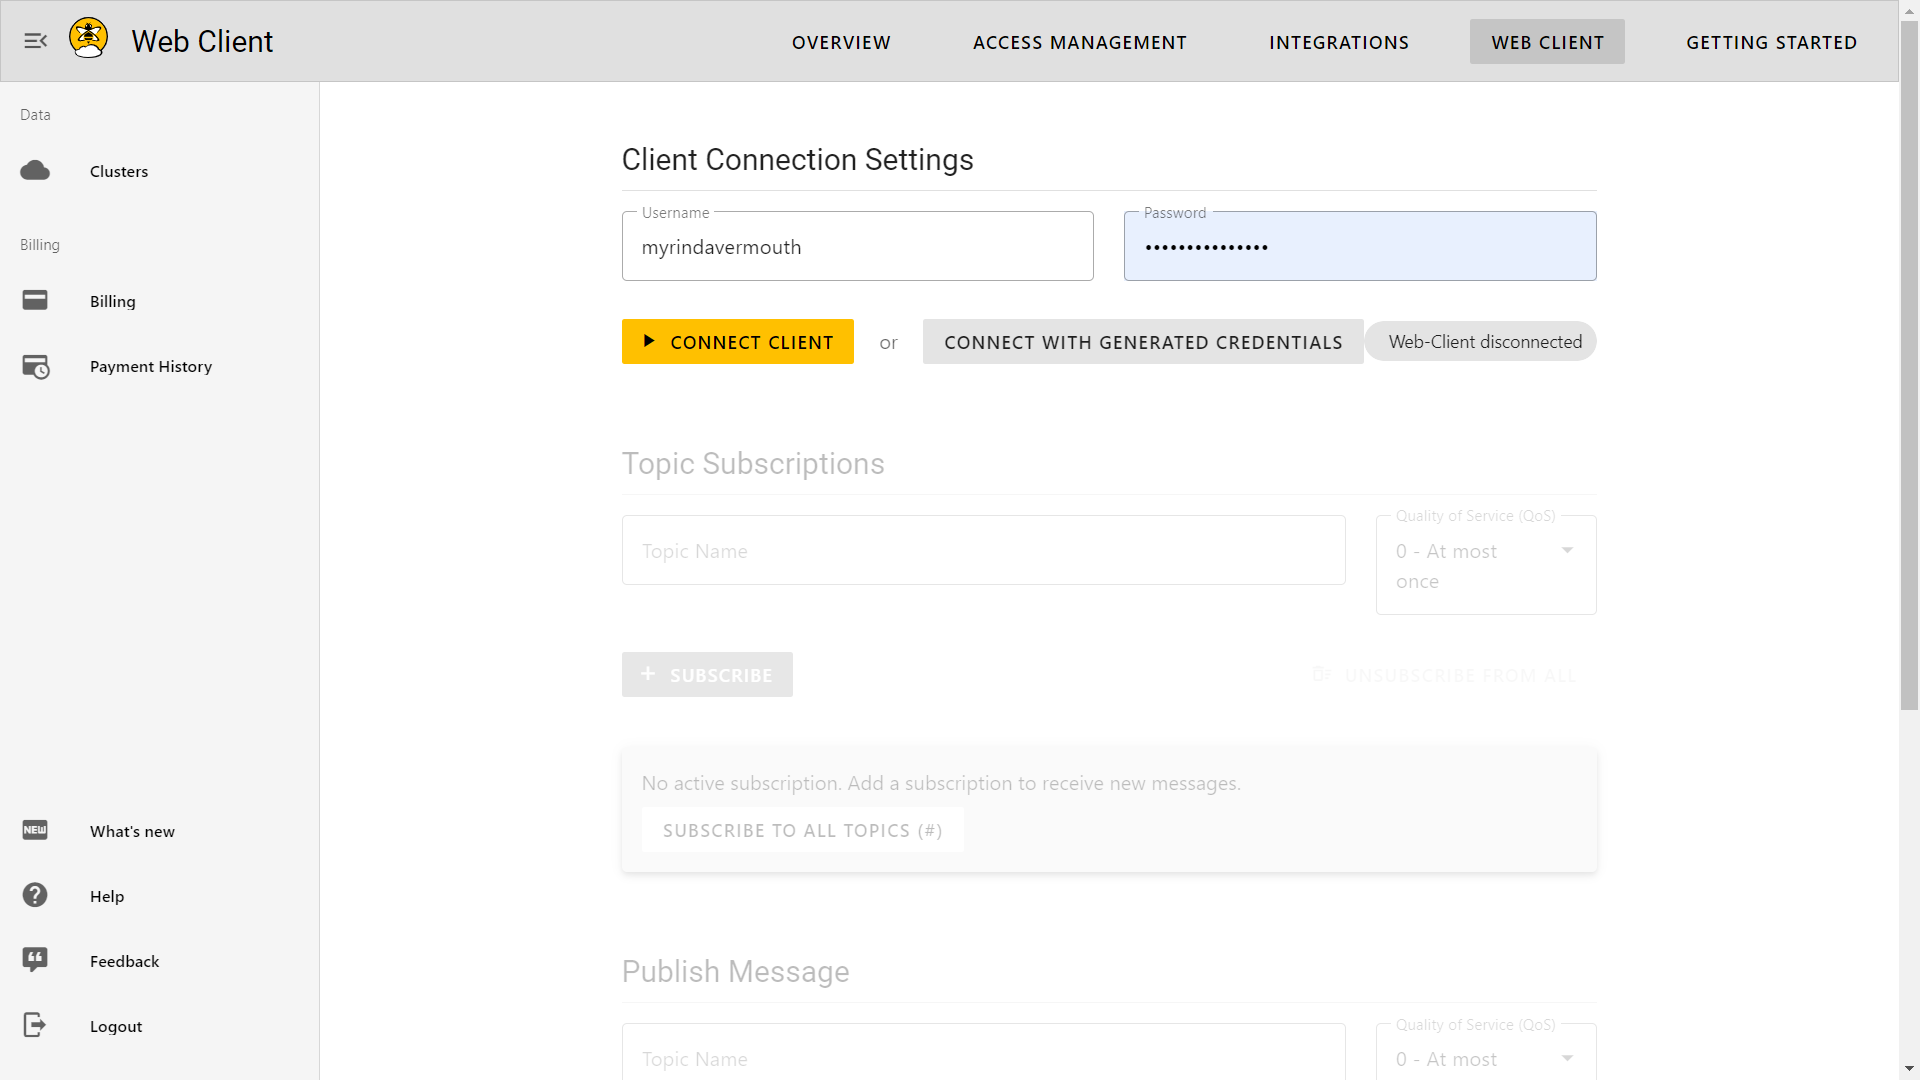 Web Client
OVERVIEW
ACCESS MANAGEMENT
INTEGRATIONS
WEB CLIENT
GETTING STARTED
Data
Clusters
Billing
Billing
Payment History
NEW What's new
Help
Feedback
Logout
Client Connection Settings
Username
myrindavermouth
Password
•••••••••••••••
CONNECT CLIENT
or
CONNECT WITH GENERATED CREDENTIALS
Web-Client disconnected
Topic Subscriptions
Topic Name
Quality of Service (QoS)
0 - At most
once
SUBSCRIBE
UNSUBSCRIBE FROM ALL
No active subscription. Add a subscription to receive new messages.
SUBSCRIBE TO ALL TOPICS (#)
Publish Message
Topic Name
Quality of Service (QoS)
0 - At most